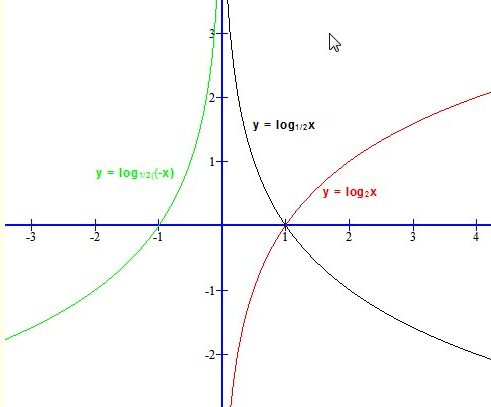 3
2
y = log1/2x
1
y = log1/2((-x)
y = log2x
-3 -2 -1 1 2 3 4
-1
-2